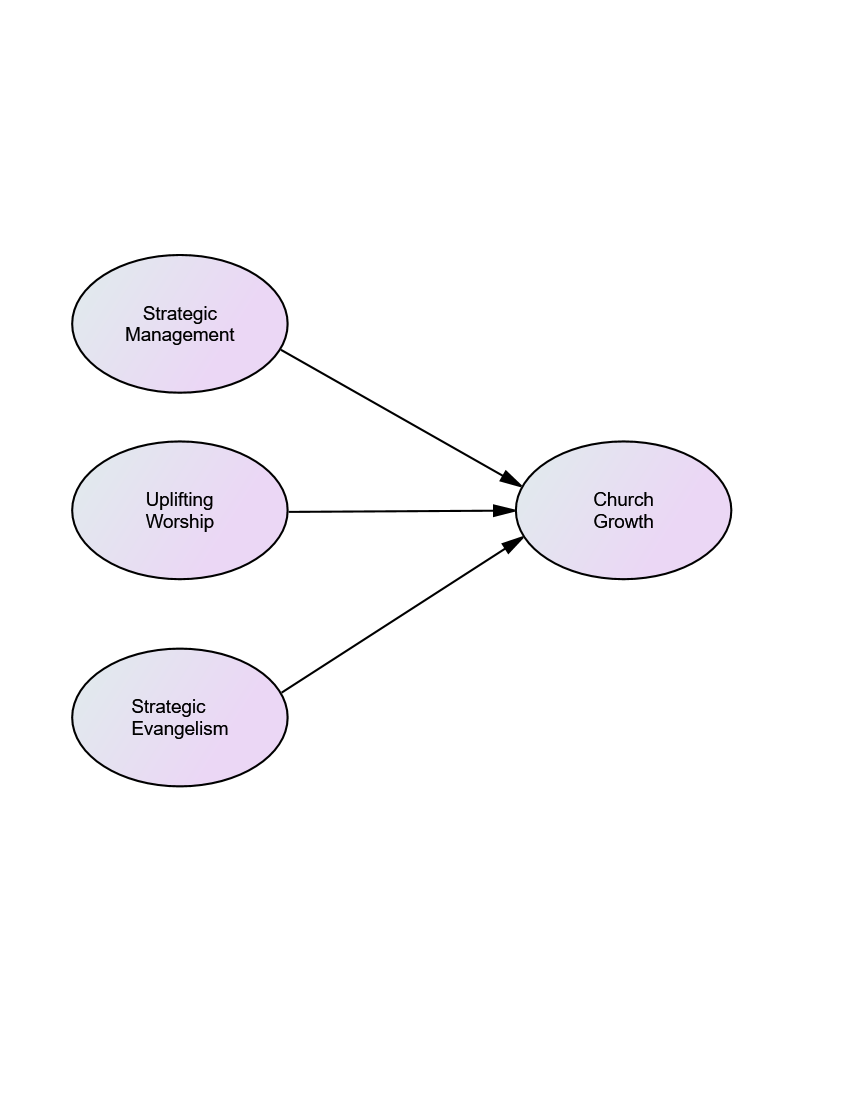 Strategic
Management
Uplifting
Worship
Church
Growth
Strategic
Evangelism